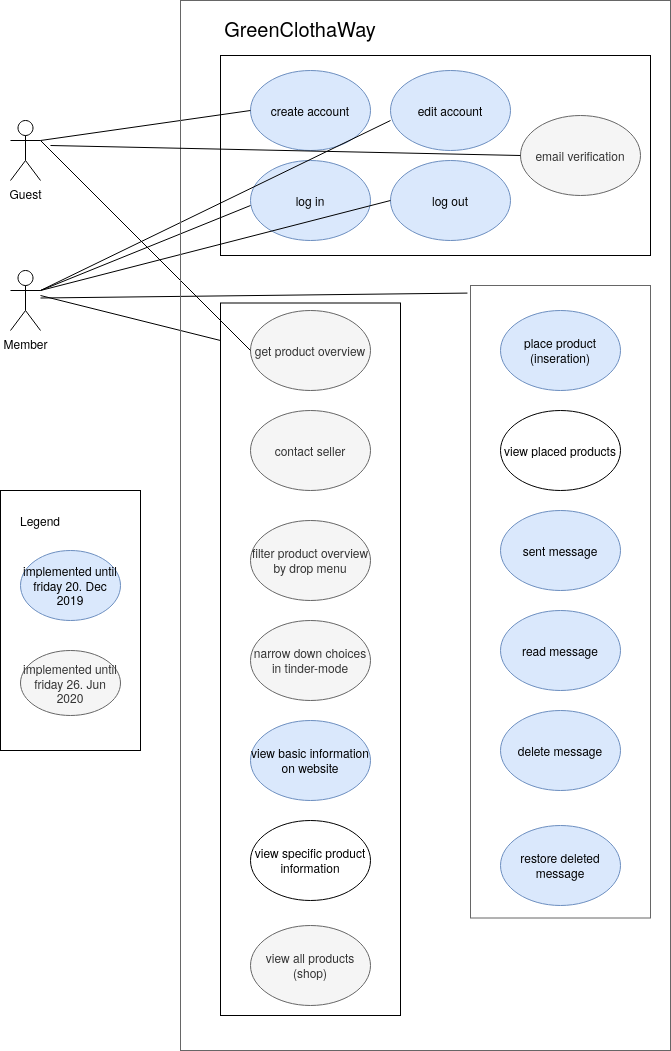 GreenClothaWay
create account
edit account
email verification
log in
log out
Guest
Member
get product overview
contact seller
filter product overview
by drop menu
narrow down choices
in tinder-mode
view basic information
on website
view specific product
information
view all products
(shop)
place product
(inseration)
view placed products
sent message
read message
delete message
restore deleted
message
Legend
implemented until
friday 20. Dec
2019
implemented until
friday 26. Jun
2020